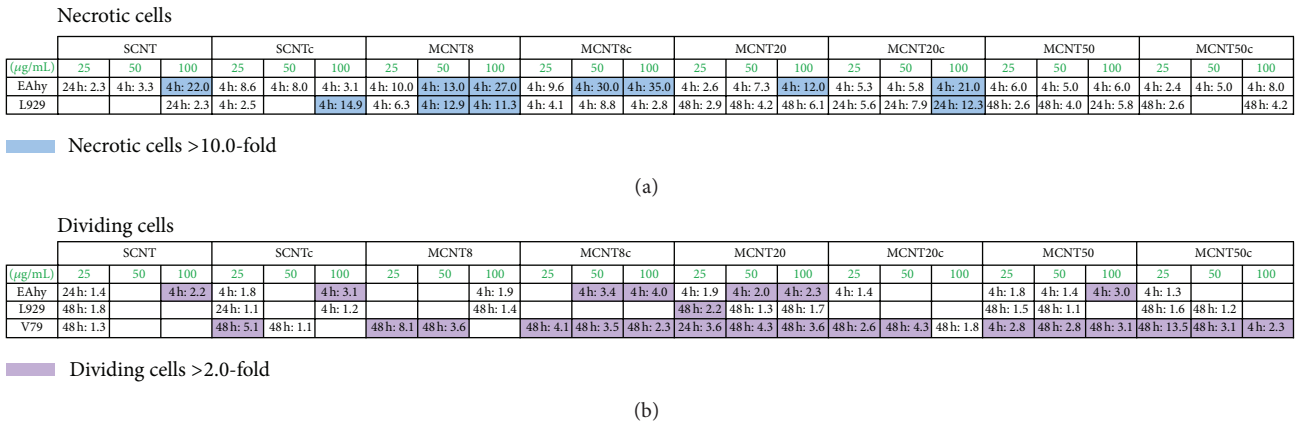 Necrotic cells
SCNT SCNTc MCNT8 MCNT8c MCNT20 MCNT20c MCNT50 MCNT50c
(μg/mL) 25 50 100 25 50 100 25 50 100 25 50 100 25 50 100 25 50 100 25 50 100 25 50 100
EAhy 24 h: 2.3 4 h: 3.3 4 h: 22.0 4 h: 8.6 4 h: 8.0 4 h: 3.1 4 h: 10.0 4 h: 13.0 4 h: 27.0 4 h: 9.6 4 h: 30.0 4 h: 35.0 4 h: 2.6 4 h: 7.3 4 h: 12.0 4 h: 5.3 4 h: 5.8 4 h: 21.0 4 h: 6.0 4 h: 5.0 4 h: 6.0 4 h: 2.4 4 h: 5.0 4 h: 8.0
L929 24 h: 2.3 4 h: 2.5 4 h: 14.9 4 h: 6.3 4 h: 12.9 4 h: 11.3 4 h: 4.1 4 h: 8.8 4 h: 2.8 48 h: 2.9 48 h: 4.2 48 h: 6.1 24 h: 5.6 24 h: 7.9 24 h: 12.3 48 h: 2.6 48 h: 4.0 24 h: 5.8 48 h: 2.6 48 h: 4.2
Necrotic cells >10.0-fold
(a)
Dividing cells
SCNT SCNTc MCNT8 MCNT8c MCNT20 MCNT20c MCNT50 MCNT50c
(μg/mL) 25 50 100 25 50 100 25 50 100 25 50 100 25 50 100 25 50 100 25 50 100 25 50 100
EAhy 24 h: 1.4 4 h: 2.2 4 h: 1.8 4 h: 3.1 4 h: 1.9 4 h: 3.4 4 h: 4.0 4 h: 1.9 4 h: 2.0 4 h: 2.3 4 h: 1.4 4 h: 1.8 4 h: 1.4 4 h: 3.0 4 h: 1.3
L929 48 h: 1.8 24 h: 1.1 4 h: 1.2 48 h: 1.4 48 h: 2.2 48 h: 1.3 48 h: 1.7 48 h: 1.5 48 h: 1.1 48 h: 1.6 48 h: 1.2
V79 48 h: 1.3 48 h: 5.1 48 h: 1.1 48 h: 8.1 48 h: 3.6 48 h: 4.1 48 h: 3.5 48 h: 2.3 24 h: 3.6 48 h: 4.3 48 h: 3.6 48 h: 2.6 48 h: 4.3 48 h: 1.8 4 h: 2.8 48 h: 2.8 48 h: 3.1 48 h: 13.5 48 h: 3.1 4 h: 2.3
Dividing cells >2.0-fold
(b)